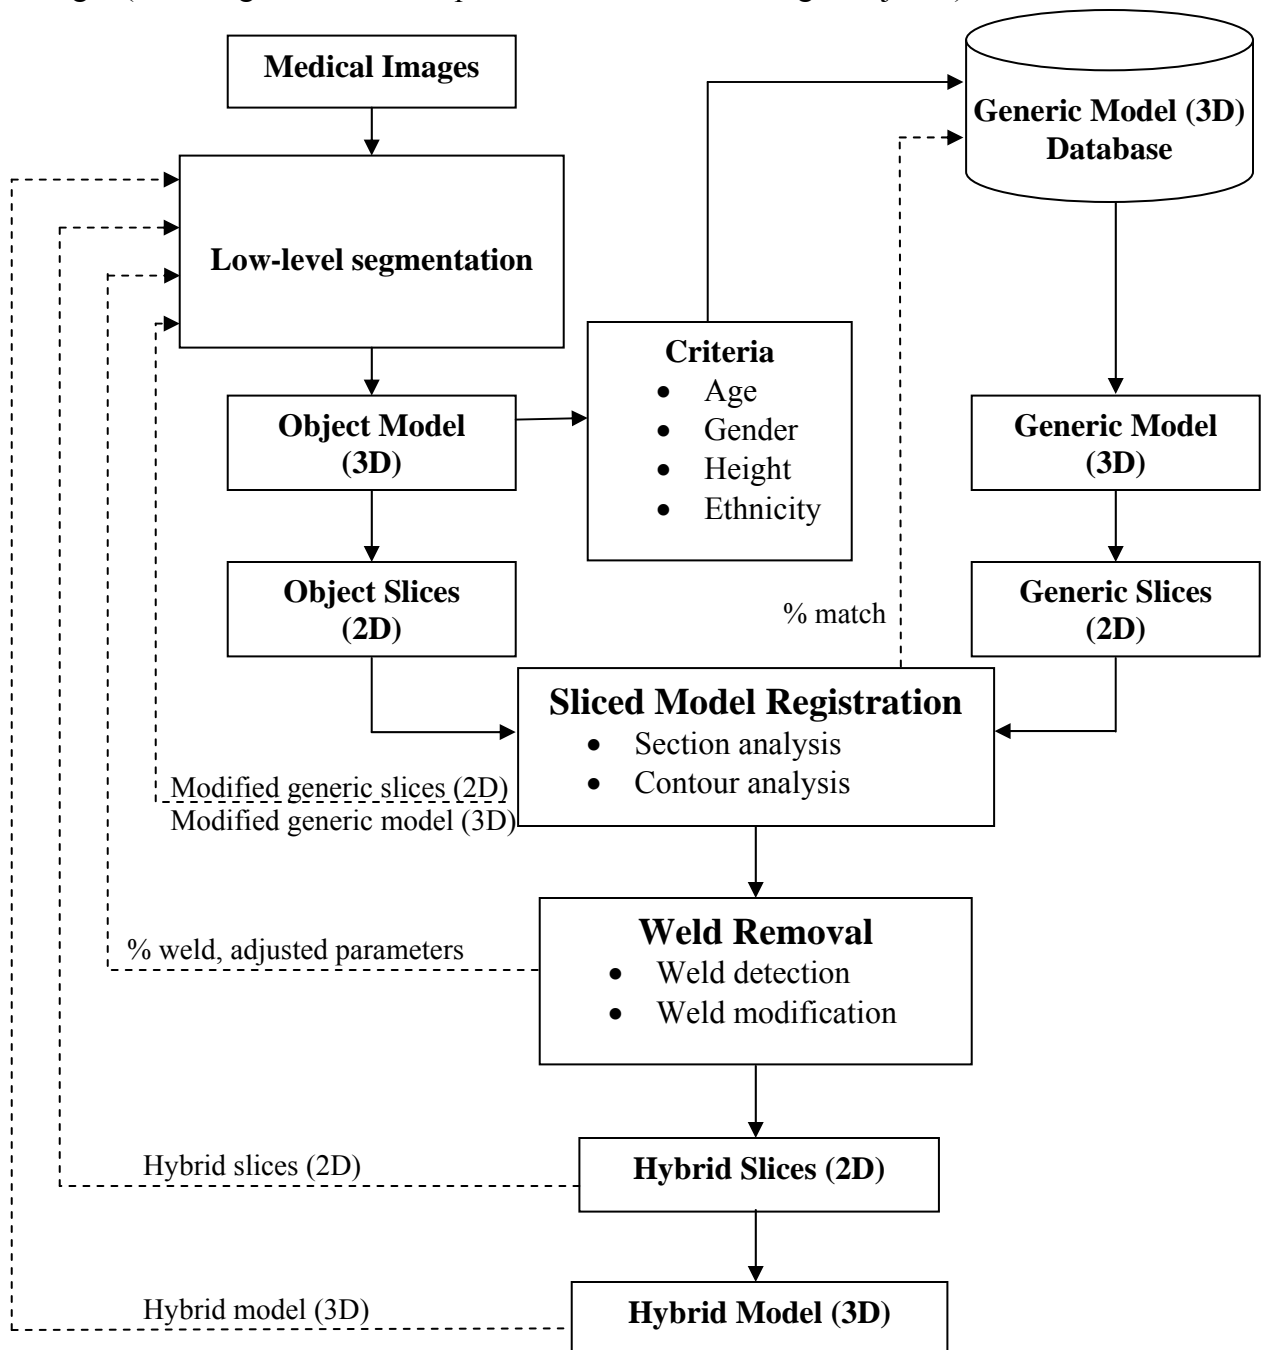 Medical Images
Generic Model (3D)
Database
Low-level segmentation
Criteria
• Age
• Gender
• Height
• Ethnicity
Object Model
(3D)
Generic Model
(3D)
Object Slices
(2D)
Generic Slices
(2D)
% match
Sliced Model Registration
• Section analysis
• Contour analysis
Modified generic slices (2D)
Modified generic model (3D)
Weld Removal
• Weld detection
• Weld modification
% weld, adjusted parameters
Hybrid slices (2D)
Hybrid Slices (2D)
Hybrid model (3D)
Hybrid Model (3D)